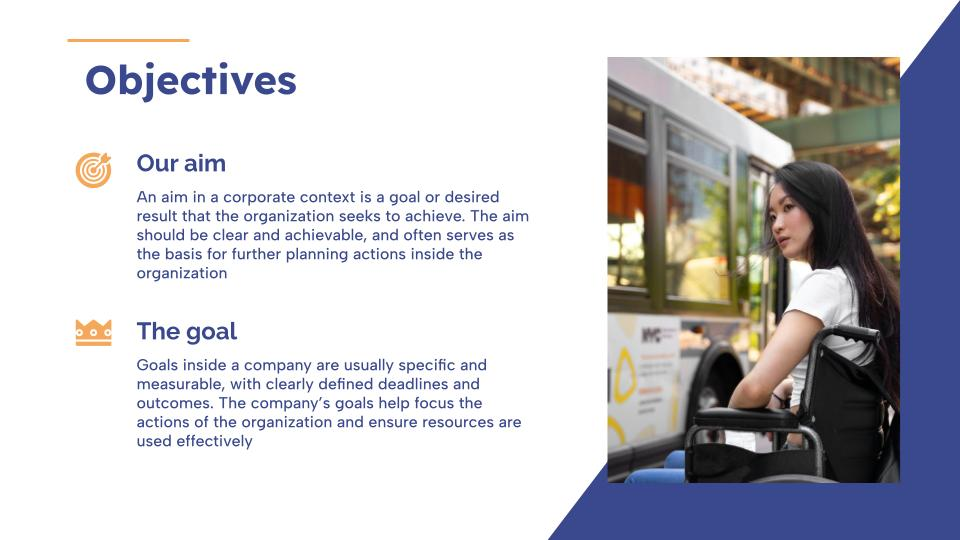 Objectives
Our aim
An aim in a corporate context is a goal or desired
result that the organization seeks to achieve. The aim
should be clear and achievable, and often serves as
the basis for further planning actions inside the
organization
The goal
Goals inside a company are usually specific and
measurable, with clearly defined deadlines and
outcomes. The company’s goals help focus the
actions of the organization and ensure resources are
used effectively
NYC